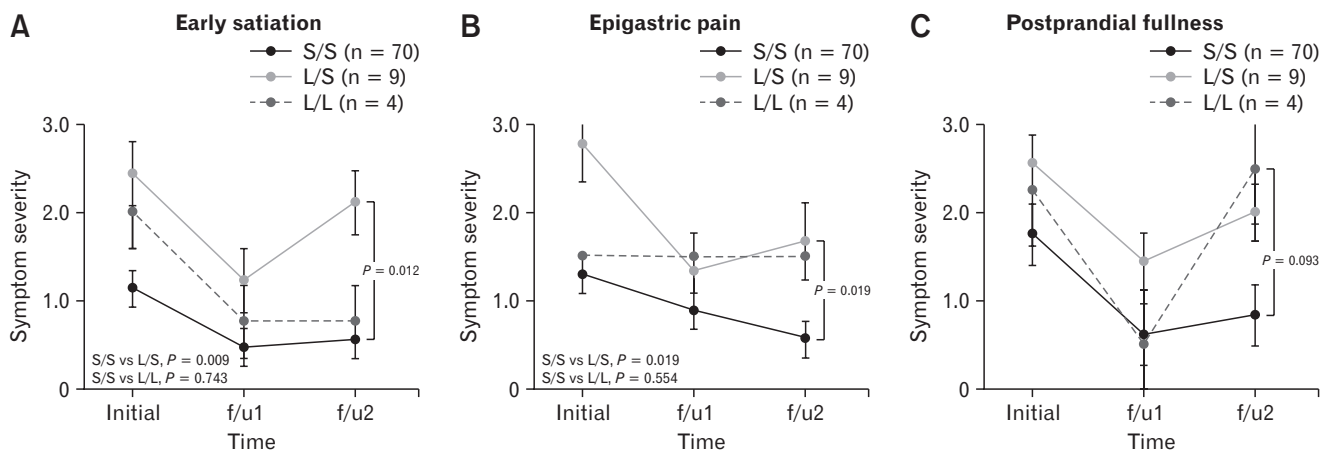 A
Early satiation
S/S (n = 70)
L/S (n = 9)
L/L (n = 4)
3.0
2.0
1.0
0
Symptom severity
P = 0.012
S/S vs L/S, P = 0.009
S/S vs L/L, P = 0.743
Initial
f/u1
f/u2
Time
B
Epigastric pain
S/S (n = 70)
L/S (n = 9)
L/L (n = 4)
3.0
2.0
1.0
0
Symptom severity
P = 0.019
S/S vs L/S, P = 0.019
S/S vs L/L, P = 0.554
Initial
f/u1
f/u2
Time
C
Postprandial fullness
S/S (n = 70)
L/S (n = 9)
L/L (n = 4)
3.0
2.0
1.0
0
Symptom severity
P = 0.093
Initial
f/u1
f/u2
Time